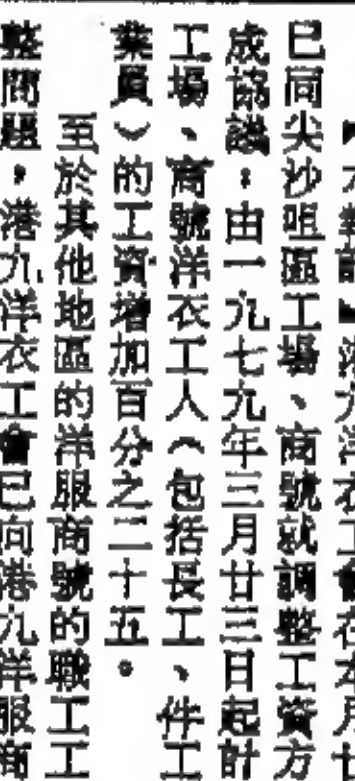 【本報訊】港九洋衣工會在本月十
已同尖沙咀區工場、商號就調整工資方
成協議：由一九七九年三月廿三日起計
工場、商號洋衣工人（包括長工、件工
業員）的工資增加百分之二十五。
至於其他地區的洋服商號的職工工
整問題，港九洋衣工會已向港九洋服商